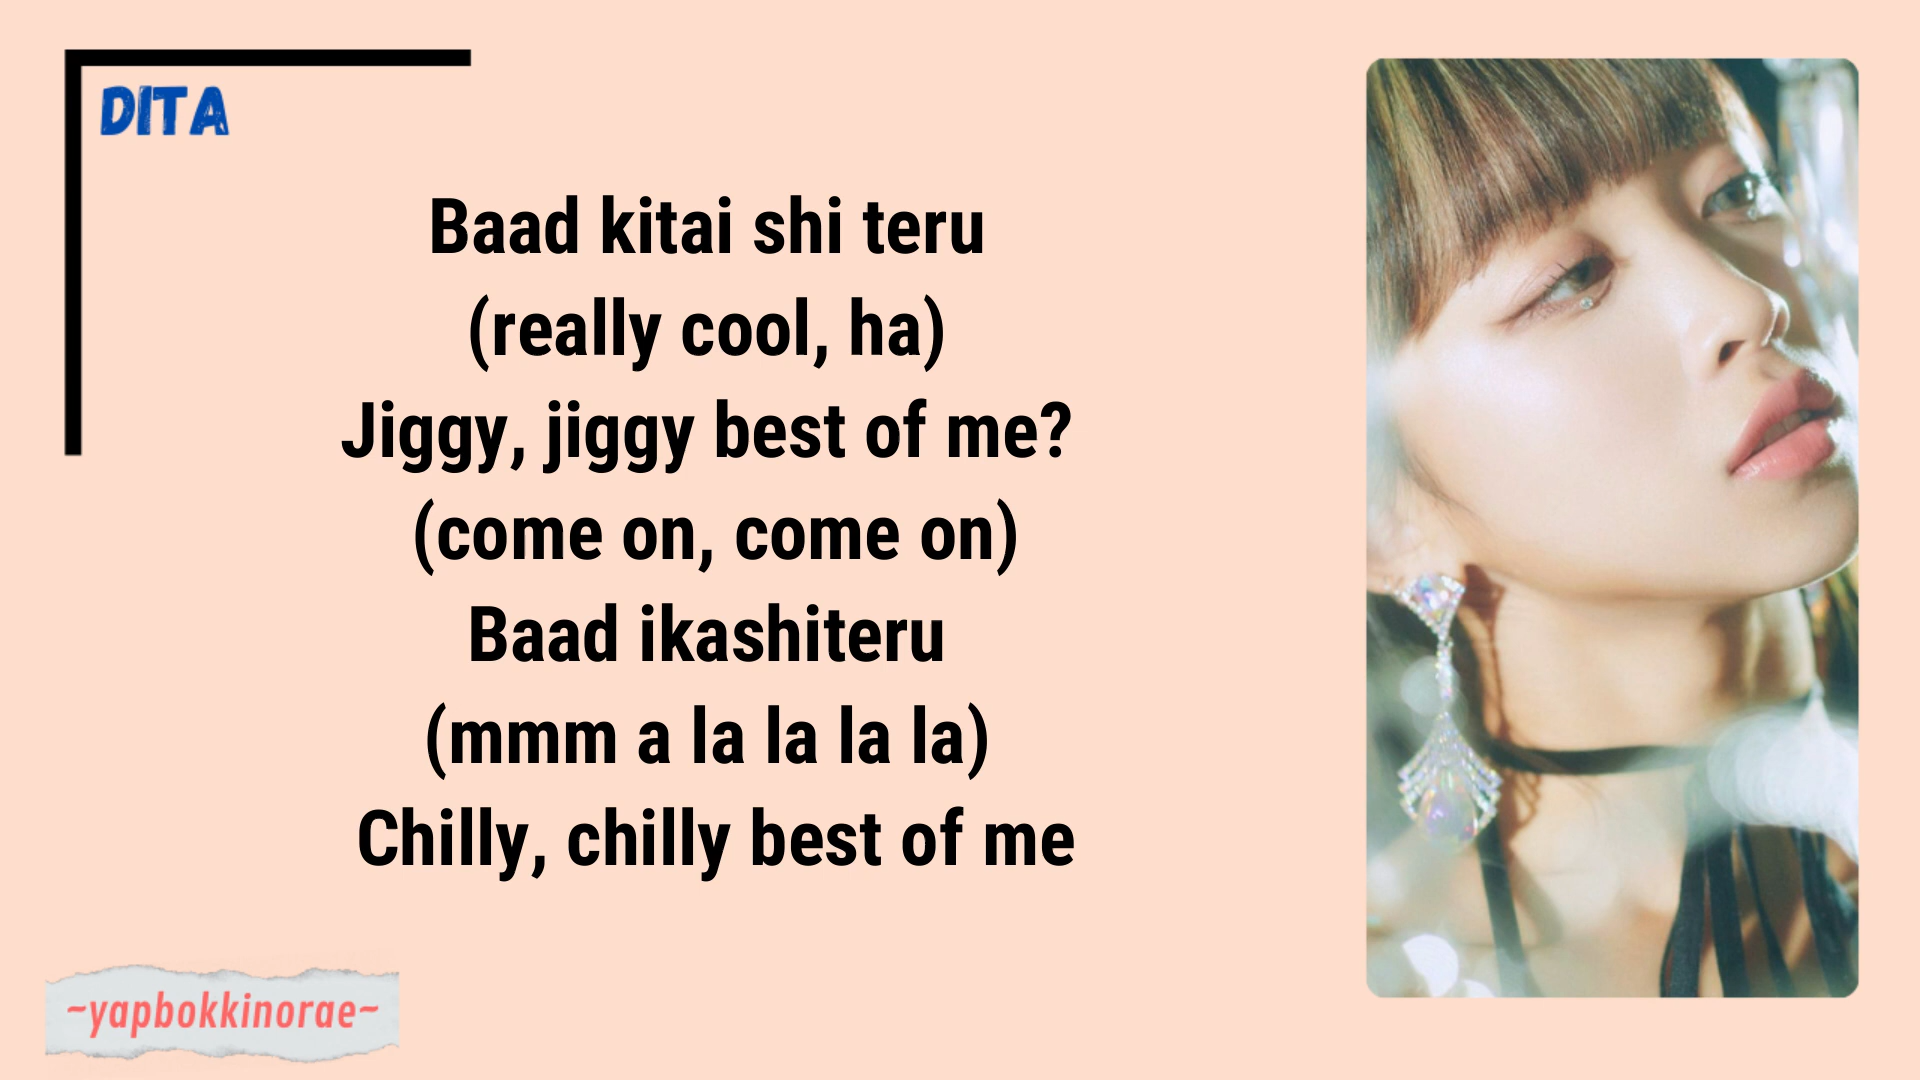 DITA
Baad kitai shi teru
(really cool, ha)
Jiggy, jiggy best of me?
(come on, come on)
Baad ikashiteru
(mmm a la la la la)
Chilly, chilly best of me
~yapbokkinorae~